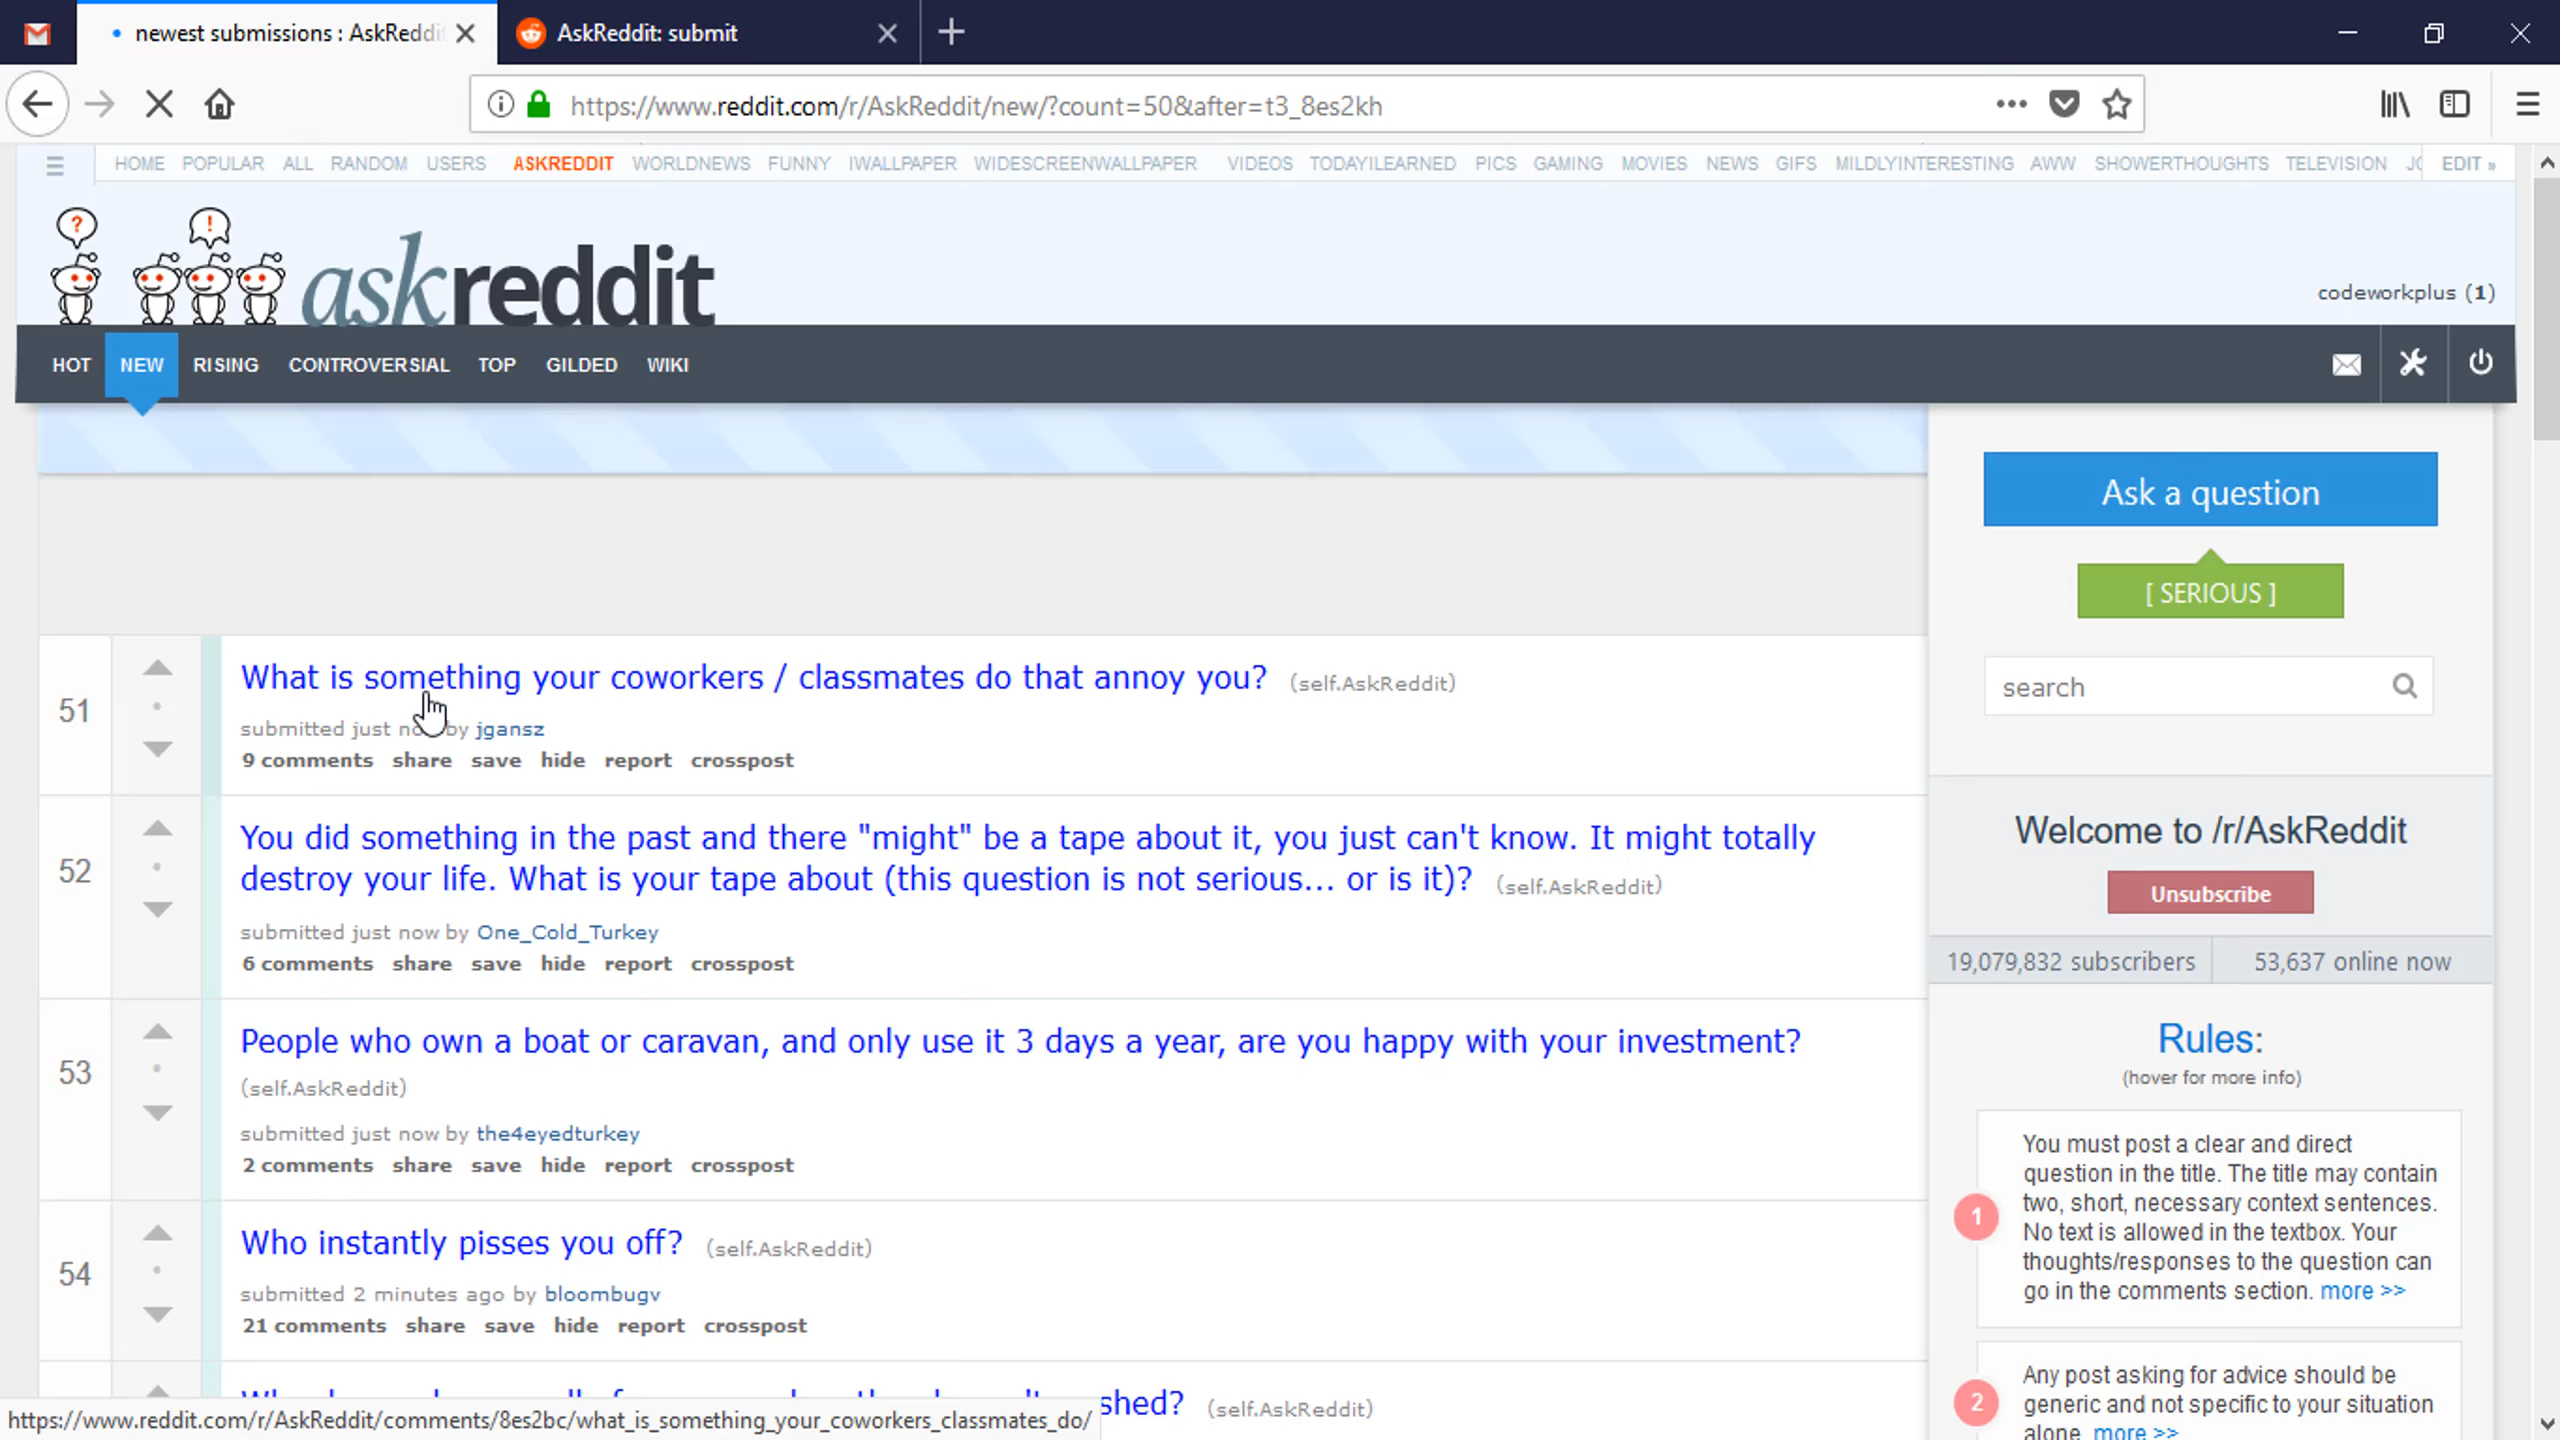 newest submissions : AskReddit
AskReddit: submit
https://www.reddit.com/r/AskReddit/new/?count=50&after=t3_8es2kh
HOME POPULAR ALL RANDOM USERS ASKREDDIT WORLDNEWS FUNNY IWALLPAPER WIDESCREENWALLPAPER VIDEOS TODAYILEARNED PICS GAMING MOVIES NEWS GIFS MILDLYINTERESTING AWW SHOWERTHOUGHTS TELEVISION EDIT »
? !
askreddit
codeworkplus (1)
HOT NEW RISING CONTROVERSIAL TOP GILDED WIKI
Ask a question
[ SERIOUS ]
search
51
What is something your coworkers / classmates do that annoy you? (self.AskReddit)
submitted just now by jgansz
9 comments share save hide report crosspost
52
You did something in the past and there "might" be a tape about it, you just can't know. It might totally
destroy your life. What is your tape about (this question is not serious... or is it)? (self.AskReddit)
submitted just now by One_Cold_Turkey
6 comments share save hide report crosspost
53
People who own a boat or caravan, and only use it 3 days a year, are you happy with your investment?
(self.AskReddit)
submitted just now by the4eyedturkey
2 comments share save hide report crosspost
54
Who instantly pisses you off? (self.AskReddit)
submitted 2 minutes ago by bloombugv
21 comments share save hide report crosspost
(self.AskReddit)
https://www.reddit.com/r/AskReddit/comments/8es2bc/what_is_something_your_coworkers_classmates_do/
Welcome to /r/AskReddit
Unsubscribe
19,079,832 subscribers 53,637 online now
Rules:
(hover for more info)
1
You must post a clear and direct
question in the title. The title may contain
two, short, necessary context sentences.
No text is allowed in the textbox. Your
thoughts/responses to the question can
go in the comments section. more >>
2
Any post asking for advice should be
generic and not specific to your situation
alone. more >>